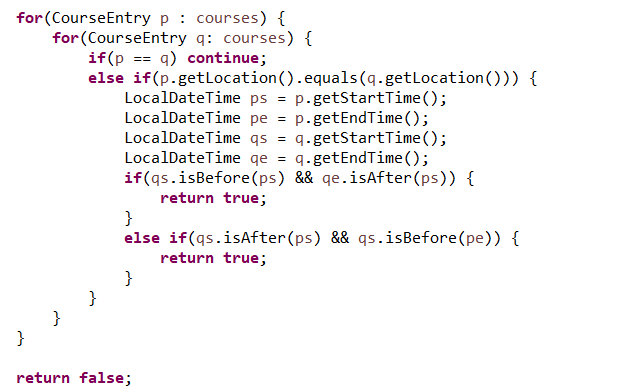 for(CourseEntry p : courses) {
    for(CourseEntry q: courses) {
        if(p == q) continue;
        else if(p.getLocation().equals(q.getLocation())) {
            LocalDateTime ps = p.getStartTime();
            LocalDateTime pe = p.getEndTime();
            LocalDateTime qs = q.getStartTime();
            LocalDateTime qe = q.getEndTime();
            if(qs.isBefore(ps) && qe.isAfter(ps)) {
                return true;
            }
            else if(qs.isAfter(ps) && qs.isBefore(pe)) {
                return true;
            }
        }
    }
}

return false;